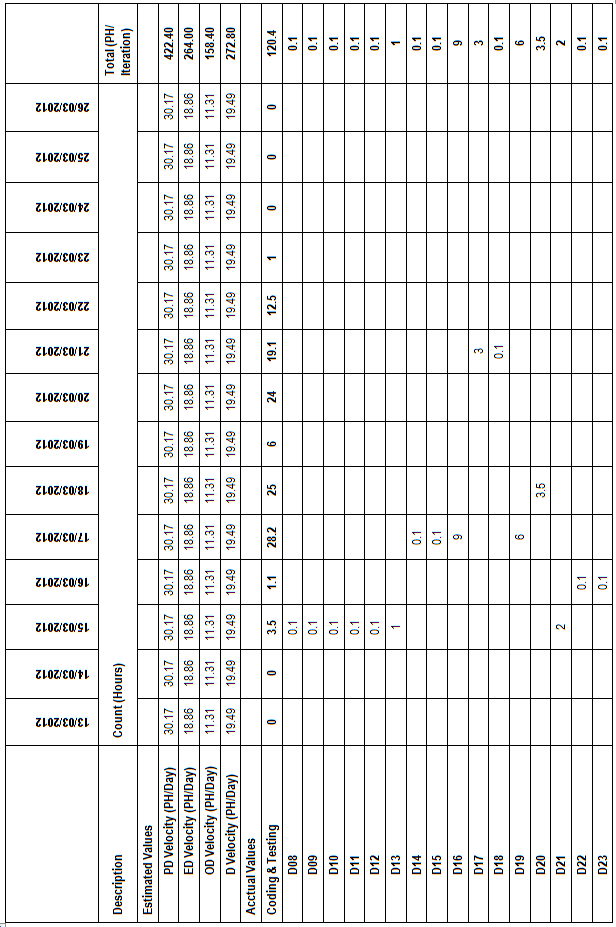 13/03/2012 14/03/2012 15/03/2012 16/03/2012 17/03/2012 18/03/2012 19/03/2012 20/03/2012 21/03/2012 22/03/2012 23/03/2012 24/03/2012 25/03/2012 26/03/2012
Description Count (Hours) Total (PH/
Iteration)
Estimated Values
PD Velocity (PH/Day) 30.17 30.17 30.17 30.17 30.17 30.17 30.17 30.17 30.17 30.17 30.17 30.17 30.17 30.17 422.40
ED Velocity (PH/Day) 18.86 18.86 18.86 18.86 18.86 18.86 18.86 18.86 18.86 18.86 18.86 18.86 18.86 18.86 264.00
OD Velocity (PH/Day) 11.31 11.31 11.31 11.31 11.31 11.31 11.31 11.31 11.31 11.31 11.31 11.31 11.31 11.31 158.40
D Velocity (PH/Day) 19.49 19.49 19.49 19.49 19.49 19.49 19.49 19.49 19.49 19.49 19.49 19.49 19.49 19.49 272.80
Acctual Values
Coding & Testing 0 0 3.5 1.1 28.2 25 6 24 19.1 12.5 1 0 0 0 120.4
D08 0.1 0.1
D09 0.1 0.1
D10 0.1 0.1
D11 0.1 0.1
D12 0.1 0.1
D13 1 1
D14 0.1 0.1
D15 0.1 0.1
D16 9 9
D17 3 3
D18 0.1 0.1
D19 6 6
D20 3.5 3.5
D21 2 2
D22 0.1 0.1
D23 0.1 0.1